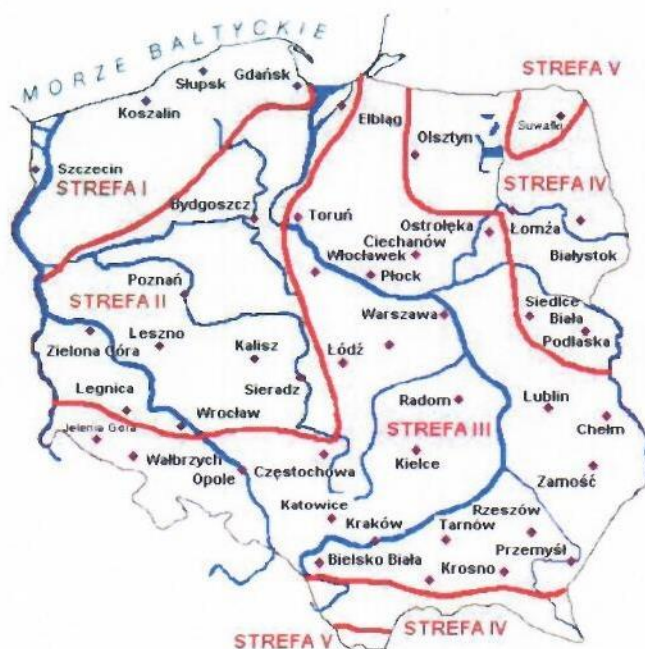 MORZE BAŁTYCKIE
STREFA V
Słupsk
Gdańsk
Koszalin
Elbląg
Suwałki
Olsztyn
Szczecin
STREFA I
STREFA IV
Bydgoszcz
Toruń
Ostrołęka
Łomża
Ciechanów
Włocławek
Białystok
Płock
Poznań
STREFA II
Siedlce
Warszawa
Biała
Podlaska
Leszno
Zielona Góra
Kalisz
Łódź
Legnica
Sieradz
Radom
Lublin
Wrocław
STREFA III
Chełm
Jelenia Góra
Wałbrzych
Opole
Częstochowa
Kielce
Zamość
Katowice
Rzeszów
Kraków
Tarnów
Przemyśl
Bielsko Biała
Krosno
STREFA V
STREFA IV